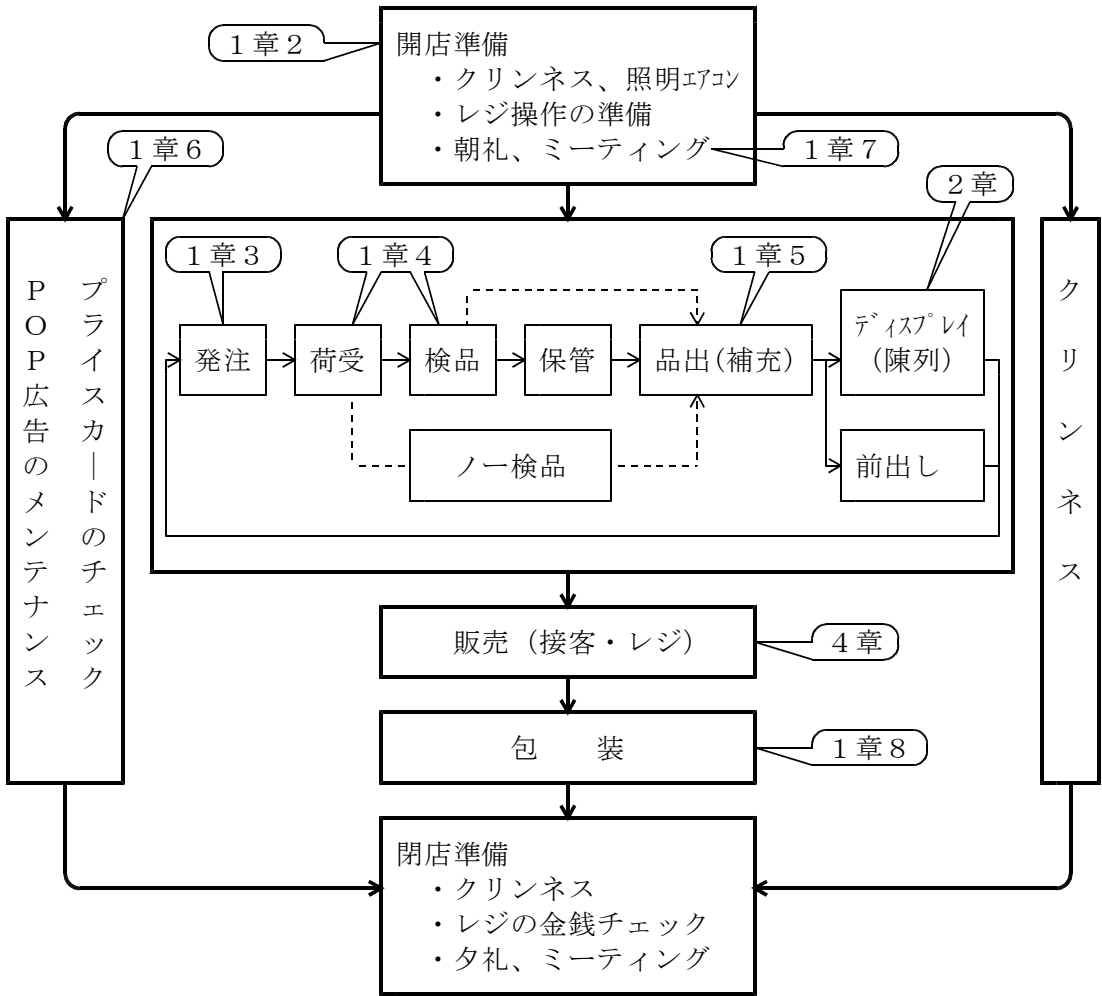 １章２
開店準備
・クリンネス、照明ｴｱｺﾝ
・レジ操作の準備
・朝礼、ミーティング
１章７
１章６
２章
プライスカードのチェック
ＰＯＰ広告のメンテナンス
１章３
１章４
１章５
発注
荷受
検品
保管
品出(補充)
ﾃﾞｨｽﾌﾟﾚｲ
(陳列)
ノー検品
前出し
クリンネス
販売（接客・レジ）
４章
包　　装
１章８
閉店準備
・クリンネス
・レジの金銭チェック
・夕礼、ミーティング